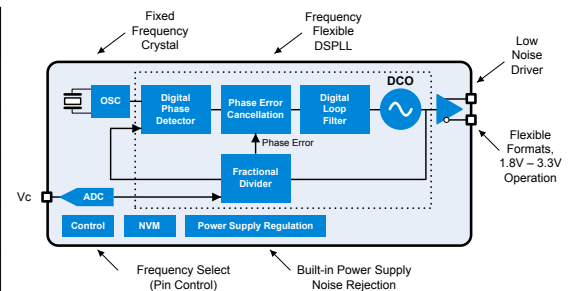 Fixed
Frequency
Crystal
Frequency
Flexible
DSPLL
Low
Noise
Driver
DCO
OSC
Digital
Phase
Detector
Phase Error
Cancellation
Digital
Loop
Filter
Phase Error
Flexible
Formats,
1.8V – 3.3V
Operation
Fractional
Divider
Vc
ADC
Control
NVM
Power Supply Regulation
Frequency Select
(Pin Control)
Built-in Power Supply
Noise Rejection